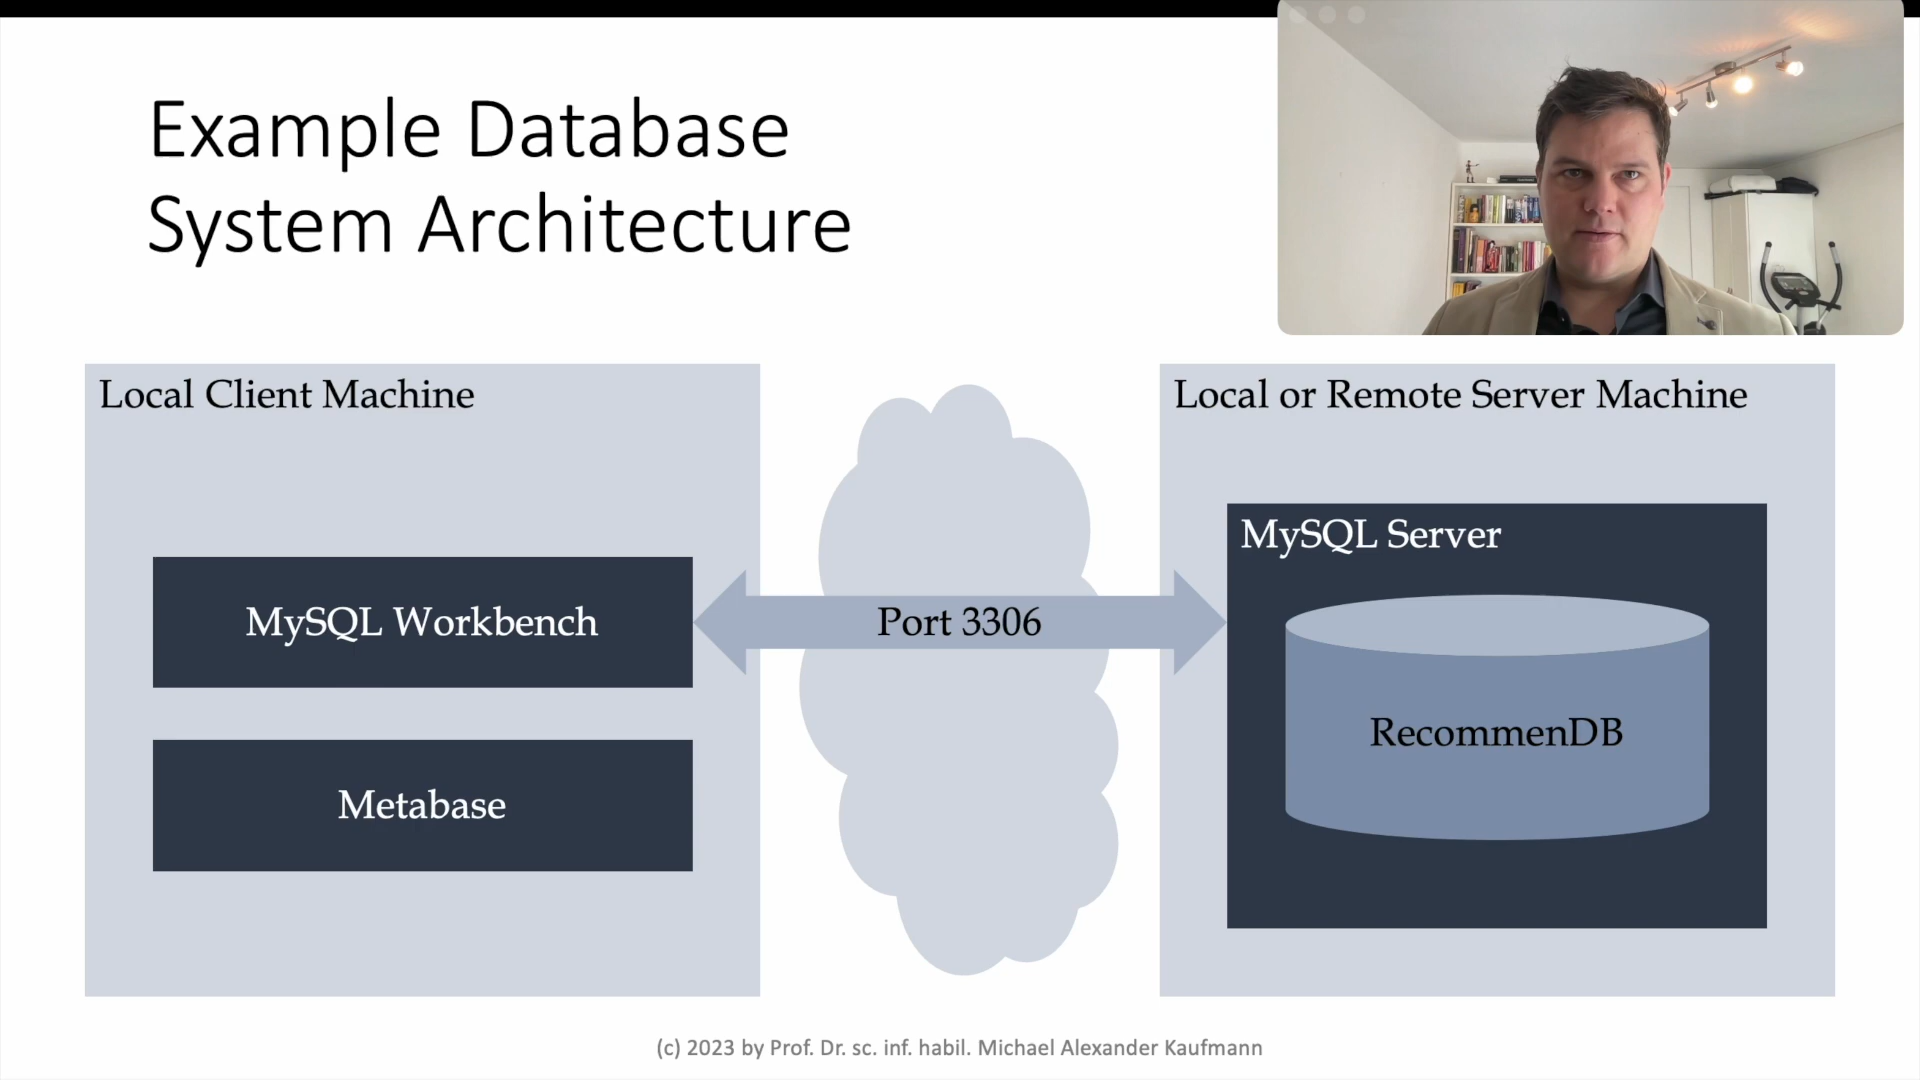 Example Database
System Architecture
Local Client Machine
MySQL Workbench
Metabase
Port 3306
Local or Remote Server Machine
MySQL Server
RecommenDB
(c) 2023 by Prof. Dr. sc. inf. habil. Michael Alexander Kaufmann